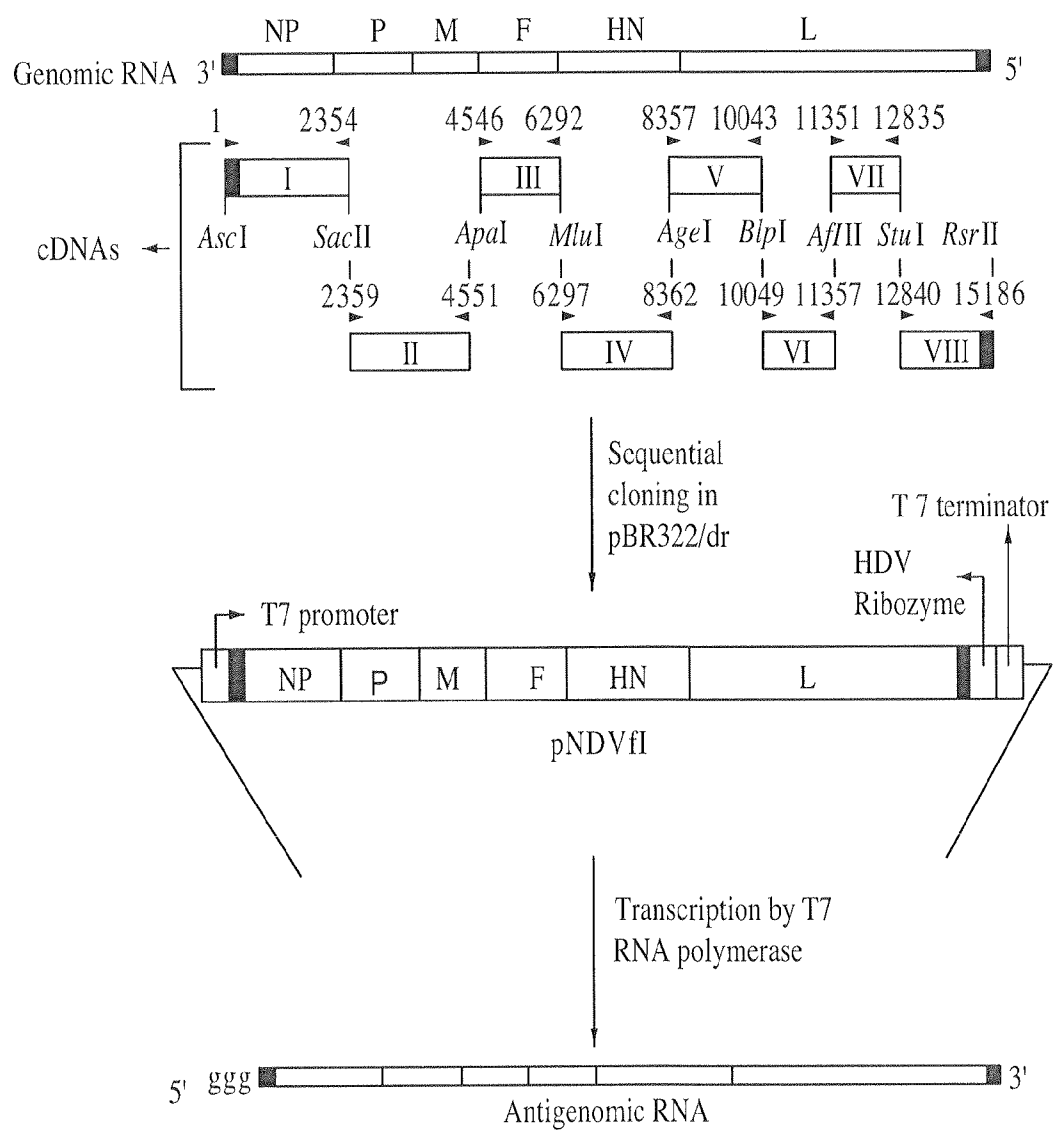 NP P M F HN L
Genomic RNA 3' 5'
1 2354 4546 6292 8357 10043 11351 12835
I III V VII
cDNAs
AscI SacII ApaI MluI AgeI BlpI AflII StuI RsrII
2359 4551 6297 8362 10049 11357 12840 15186
II IV VI VIII
Sequential
cloning in
pBR322/dr
T 7 terminator
HDV
Ribozyme
T7 promoter
NP P M F HN L
pNDVfI
Transcription by T7
RNA polymerase
5' ggg 3'
Antigenomic RNA